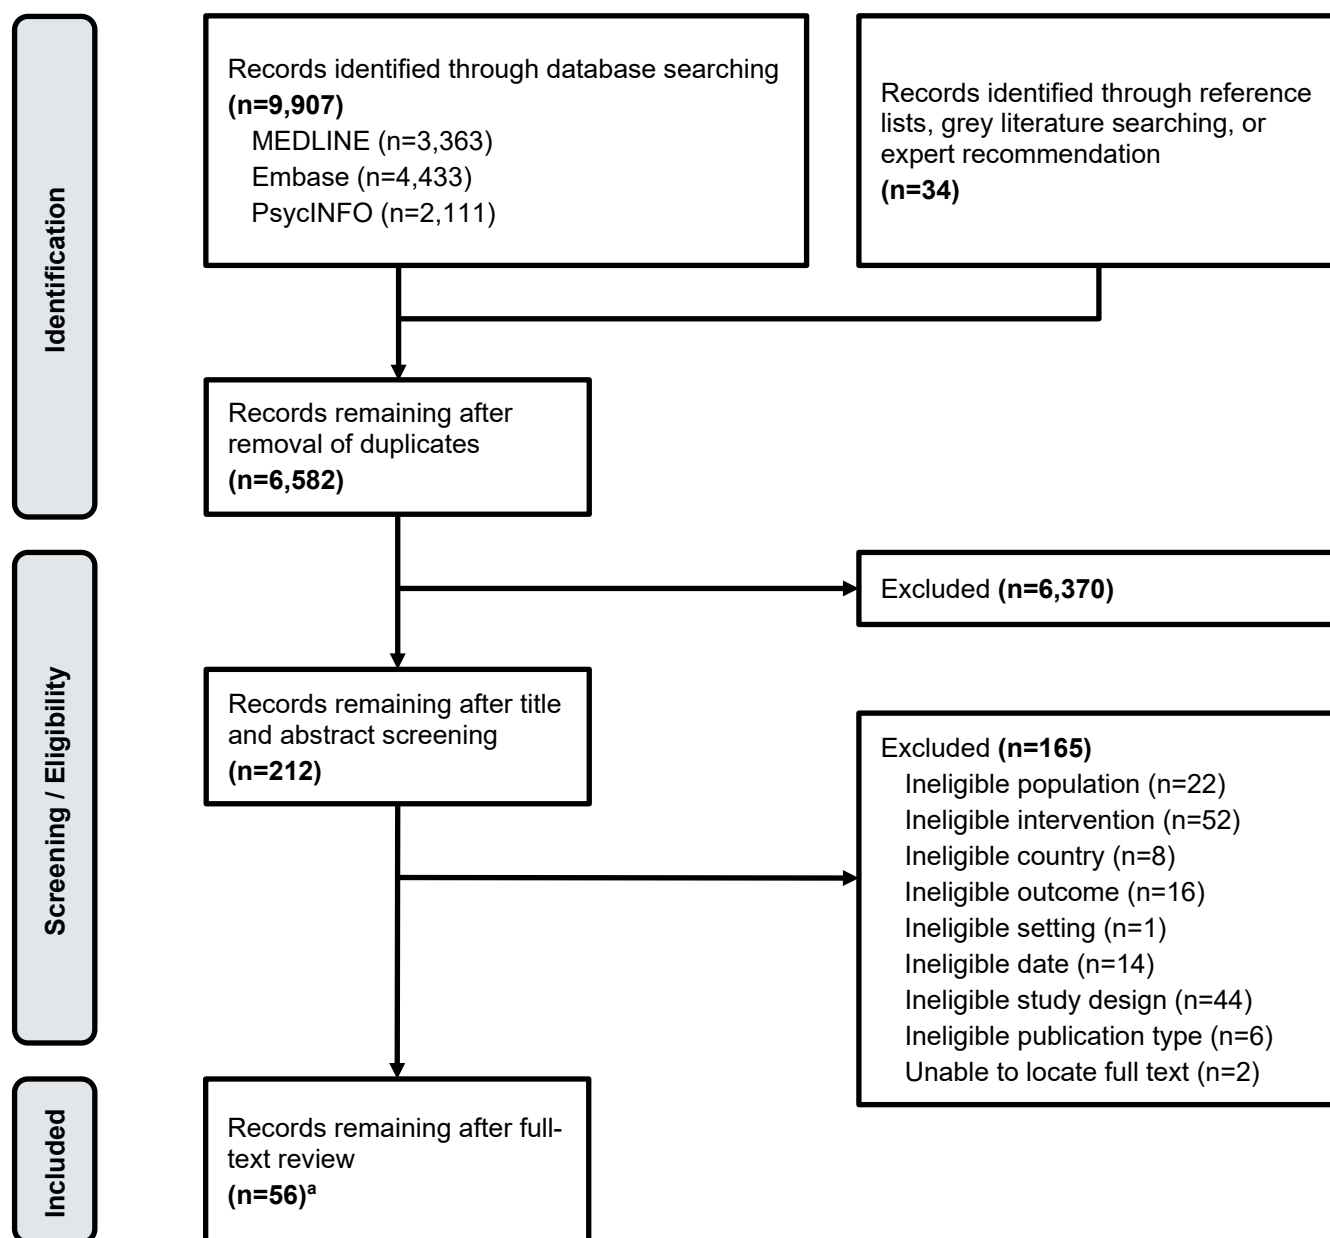 Identification
Records identified through database searching
(n=9,907)
MEDLINE (n=3,363)
Embase (n=4,433)
PsycINFO (n=2,111)
Records identified through reference
lists, grey literature searching, or
expert recommendation
(n=34)
Records remaining after
removal of duplicates
(n=6,582)
Screening / Eligibility
Excluded (n=6,370)
Records remaining after title
and abstract screening
(n=212)
Excluded (n=165)
Ineligible population (n=22)
Ineligible intervention (n=52)
Ineligible country (n=8)
Ineligible outcome (n=16)
Ineligible setting (n=1)
Ineligible date (n=14)
Ineligible study design (n=44)
Ineligible publication type (n=6)
Unable to locate full text (n=2)
Included
Records remaining after full-
text review
(n=56)ª